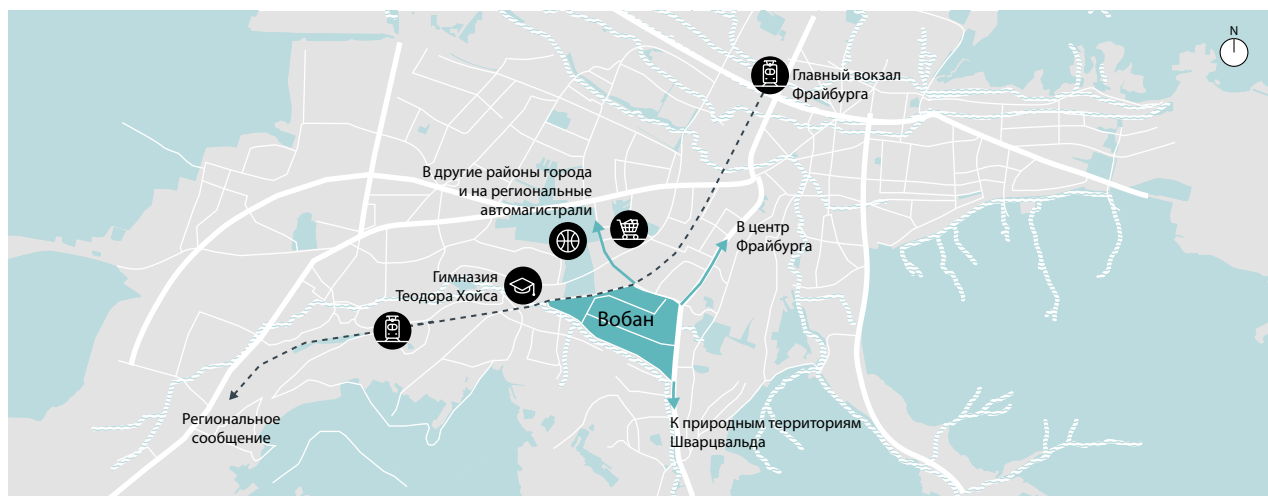 N
Главный вокзал
Фрайбурга
В другие районы города
и на региональные
автомагистрали
В центр
Фрайбурга
Гимназия
Теодора Хойса
Вобан
Региональное
сообщение
К природным территориям
Шварцвальда